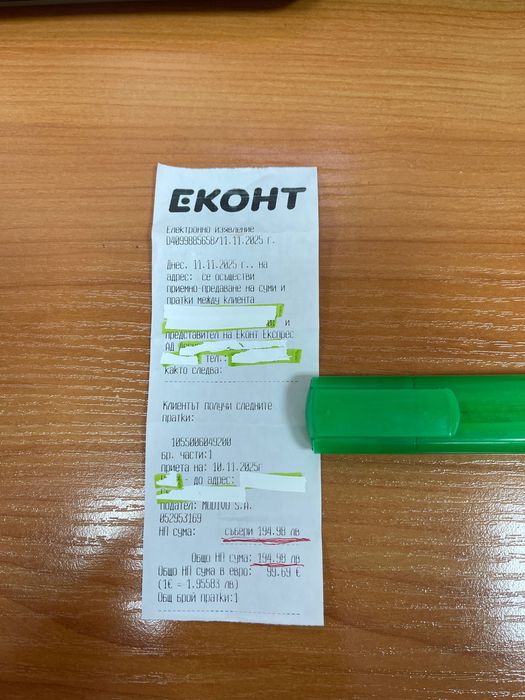 ЕКОНТ
Електронно изявление
04099885658/11.11.2025 г.
Днес, 11.11.2025 г., на
адрес: се осъществи
приемно-предаване на суми и
пратки между клиента
и
представител на Еконт Експрес
АД
тел.:
както следва:
Клиентът получи следните
пратки:
1055006049200
Бр. части:1
приета на: 10.11.2025г
- до адрес:
Подател: MODIVO S.A.
052953169
НП сума: събери 194.98 лв
Общо НП сума: 194.98 лв
Общо НП сума в евро: 99.69 €
(1€ = 1.95583 лв)
Общ брой пратки:1